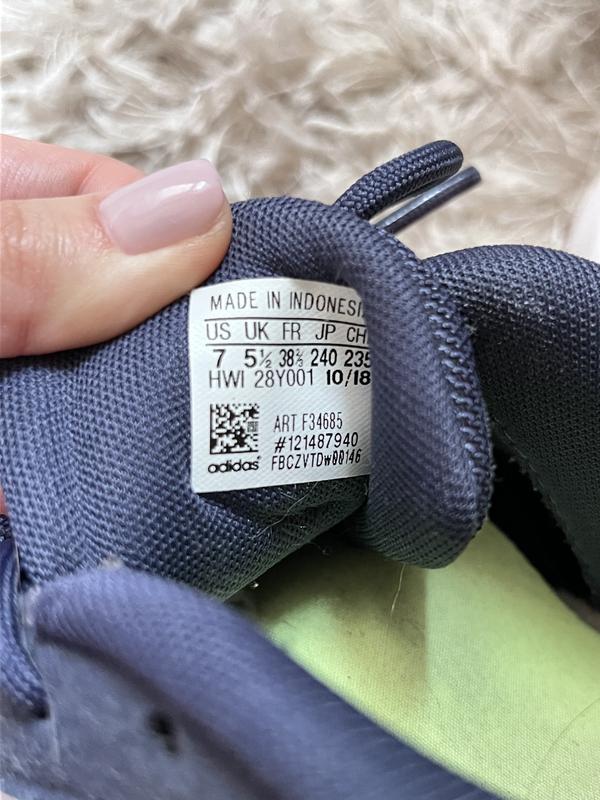 MADE IN INDONESI
US UK FR JP CH
7 5½ 38⅔ 240 235
HWI 28Y001 10/18
ART F34685
#121487940
FBCZVTDw00146
adidas